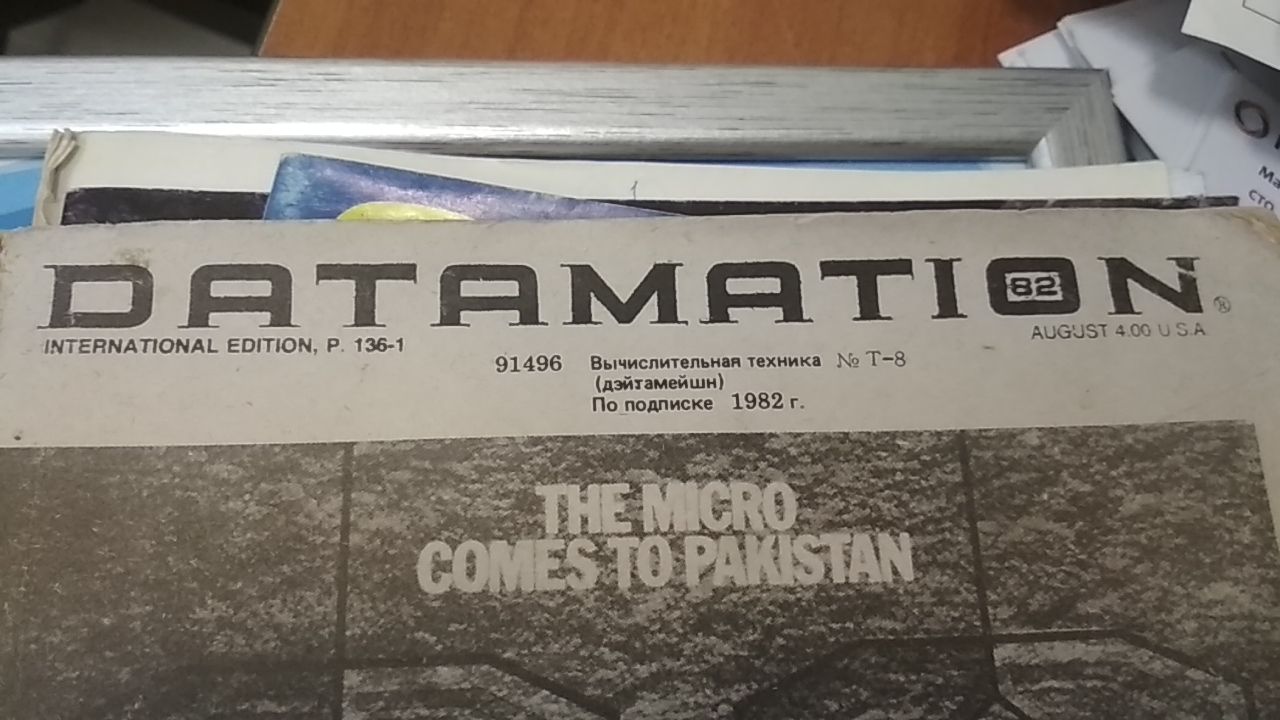 DATAMATION
82
®
INTERNATIONAL EDITION, P. 136-1
AUGUST 4.00 U S A
91496 Вычислительная техника № Т-8
(дэйтамейшн)
По подписке 1982 г.
THE MICRO
COMES TO PAKISTAN